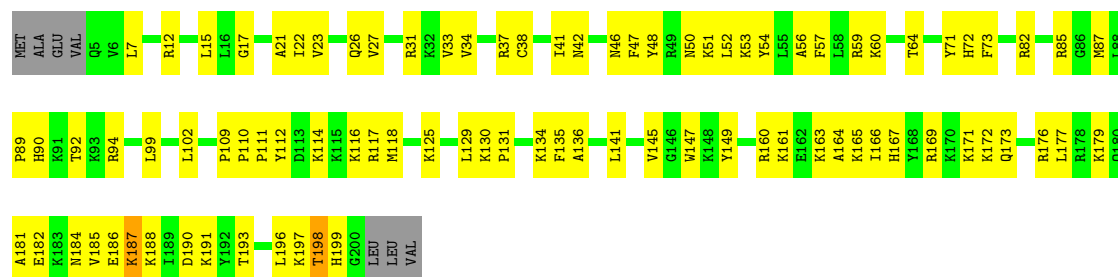 MET ALA GLU VAL Q5 V6 L7 R12 L15 L16 G17 A21 I22 V23 Q26 V27 R31 K32 V33 V34 R37 C38 I41 N42 N46 F47 Y48 R49 N50 K51 L52 K53 Y54 L55 A56 F57 L58 R59 K60 T64 Y71 H72 F73 R82 R85 G86 M87
P89 H90 K91 T92 K93 R94 L99 L102 P109 P110 P111 Y112 D113 K114 K115 K116 R117 M118 K125 L129 K130 P131 K134 F135 A136 L141 V145 G146 W147 K148 Y149 R160 K161 E162 K163 A164 K165 I166 H167 Y168 R169 K170 K171 K172 Q173 R176 L177 R178 K179
A181 E182 K183 N184 V185 E186 K187 K188 I189 D190 K191 Y192 T193 L196 K197 T198 H199 G200 LEU LEU VAL